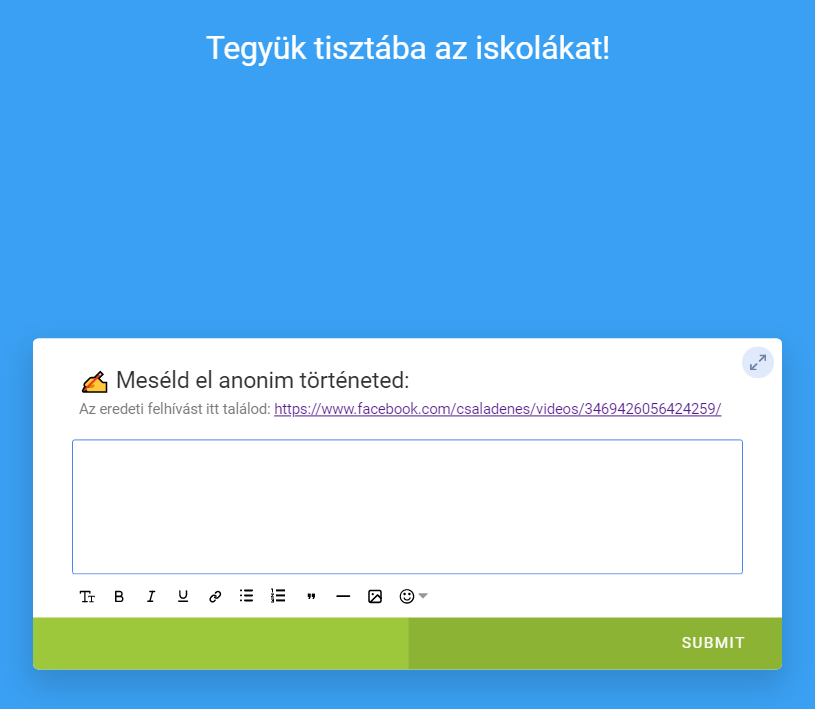 Tegyük tisztába az iskolákat!
✍ Meséld el anonim történeted:
Az eredeti felhívást itt találod: https://www.facebook.com/csaladenes/videos/3469426056424259/
SUBMIT